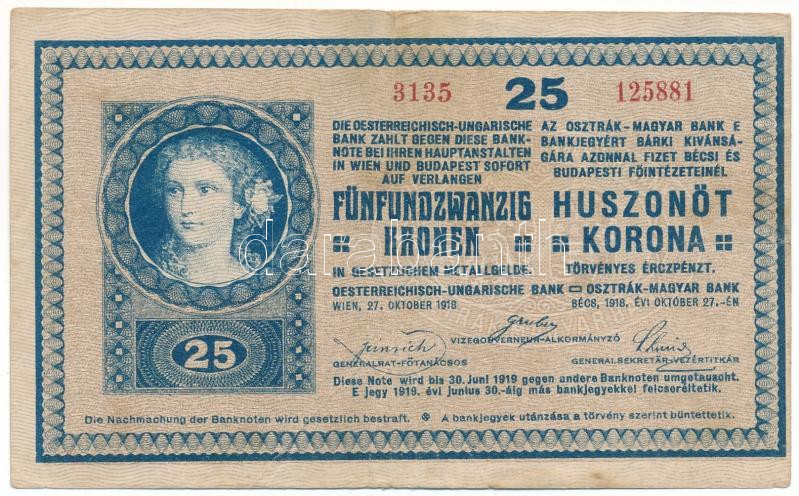 3135 25 125881
DIE OESTERREICHISCH-UNGARISCHE
BANK ZAHLT GEGEN DIESE BANK-
NOTE BEI IHREN HAUPTANSTALTEN
IN WIEN UND BUDAPEST SOFORT
AUF VERLANGEN
FÜNFUNDZWANZIG
KRONEN
IN GESETZLICHEM METALLGELDE.
OESTERREICHISCH-UNGARISCHE BANK
WIEN, 27. OKTOBER 1918
AZ OSZTRÁK-MAGYAR BANK E
BANKJEGYÉRT BÁRKI KIVÁNSÁ-
GÁRA AZONNAL FIZET BÉCSI ÉS
BUDAPESTI FŐINTÉZETEINÉL
HUSZONÖT
KORONA
TÖRVÉNYES ÉRCZPÉNZT.
OSZTRÁK-MAGYAR BANK
BÉCS, 1918. ÉVI OKTÓBER 27.-ÉN
Gruber
VIZEGOUVERNEUR-ALKORMÁNYZÓ
GENERALRAT-FŐTANÁCSOS
GENERALSEKRETÄR-VEZÉRTITKÁR
25
Diese Note wird bis 30. Juni 1919 gegen andere Banknoten umgetauscht.
E jegy 1919. évi junius 30.-áig más bankjegyekkel felcseréltetik.
Die Nachmachung der Banknoten wird gesetzlich bestraft.
A bankjegyek utánzása a törvény szerint büntettetik.
darabanth